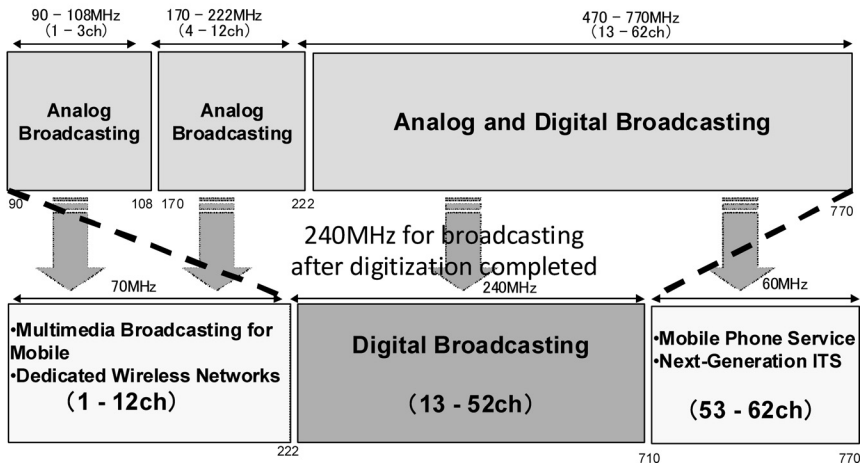 90 – 108MHz
(1 – 3ch)
170 – 222MHz
(4 – 12ch)
470 – 770MHz
(13 – 62ch)
Analog
Broadcasting
Analog
Broadcasting
Analog and Digital Broadcasting
90
108
170
222
770
240MHz for broadcasting
after digitization completed
70MHz
240MHz
60MHz
•Multimedia Broadcasting for
Mobile
•Dedicated Wireless Networks
(1 - 12ch)
Digital Broadcasting
(13 - 52ch)
•Mobile Phone Service
•Next-Generation ITS
(53 - 62ch)
222
710
770